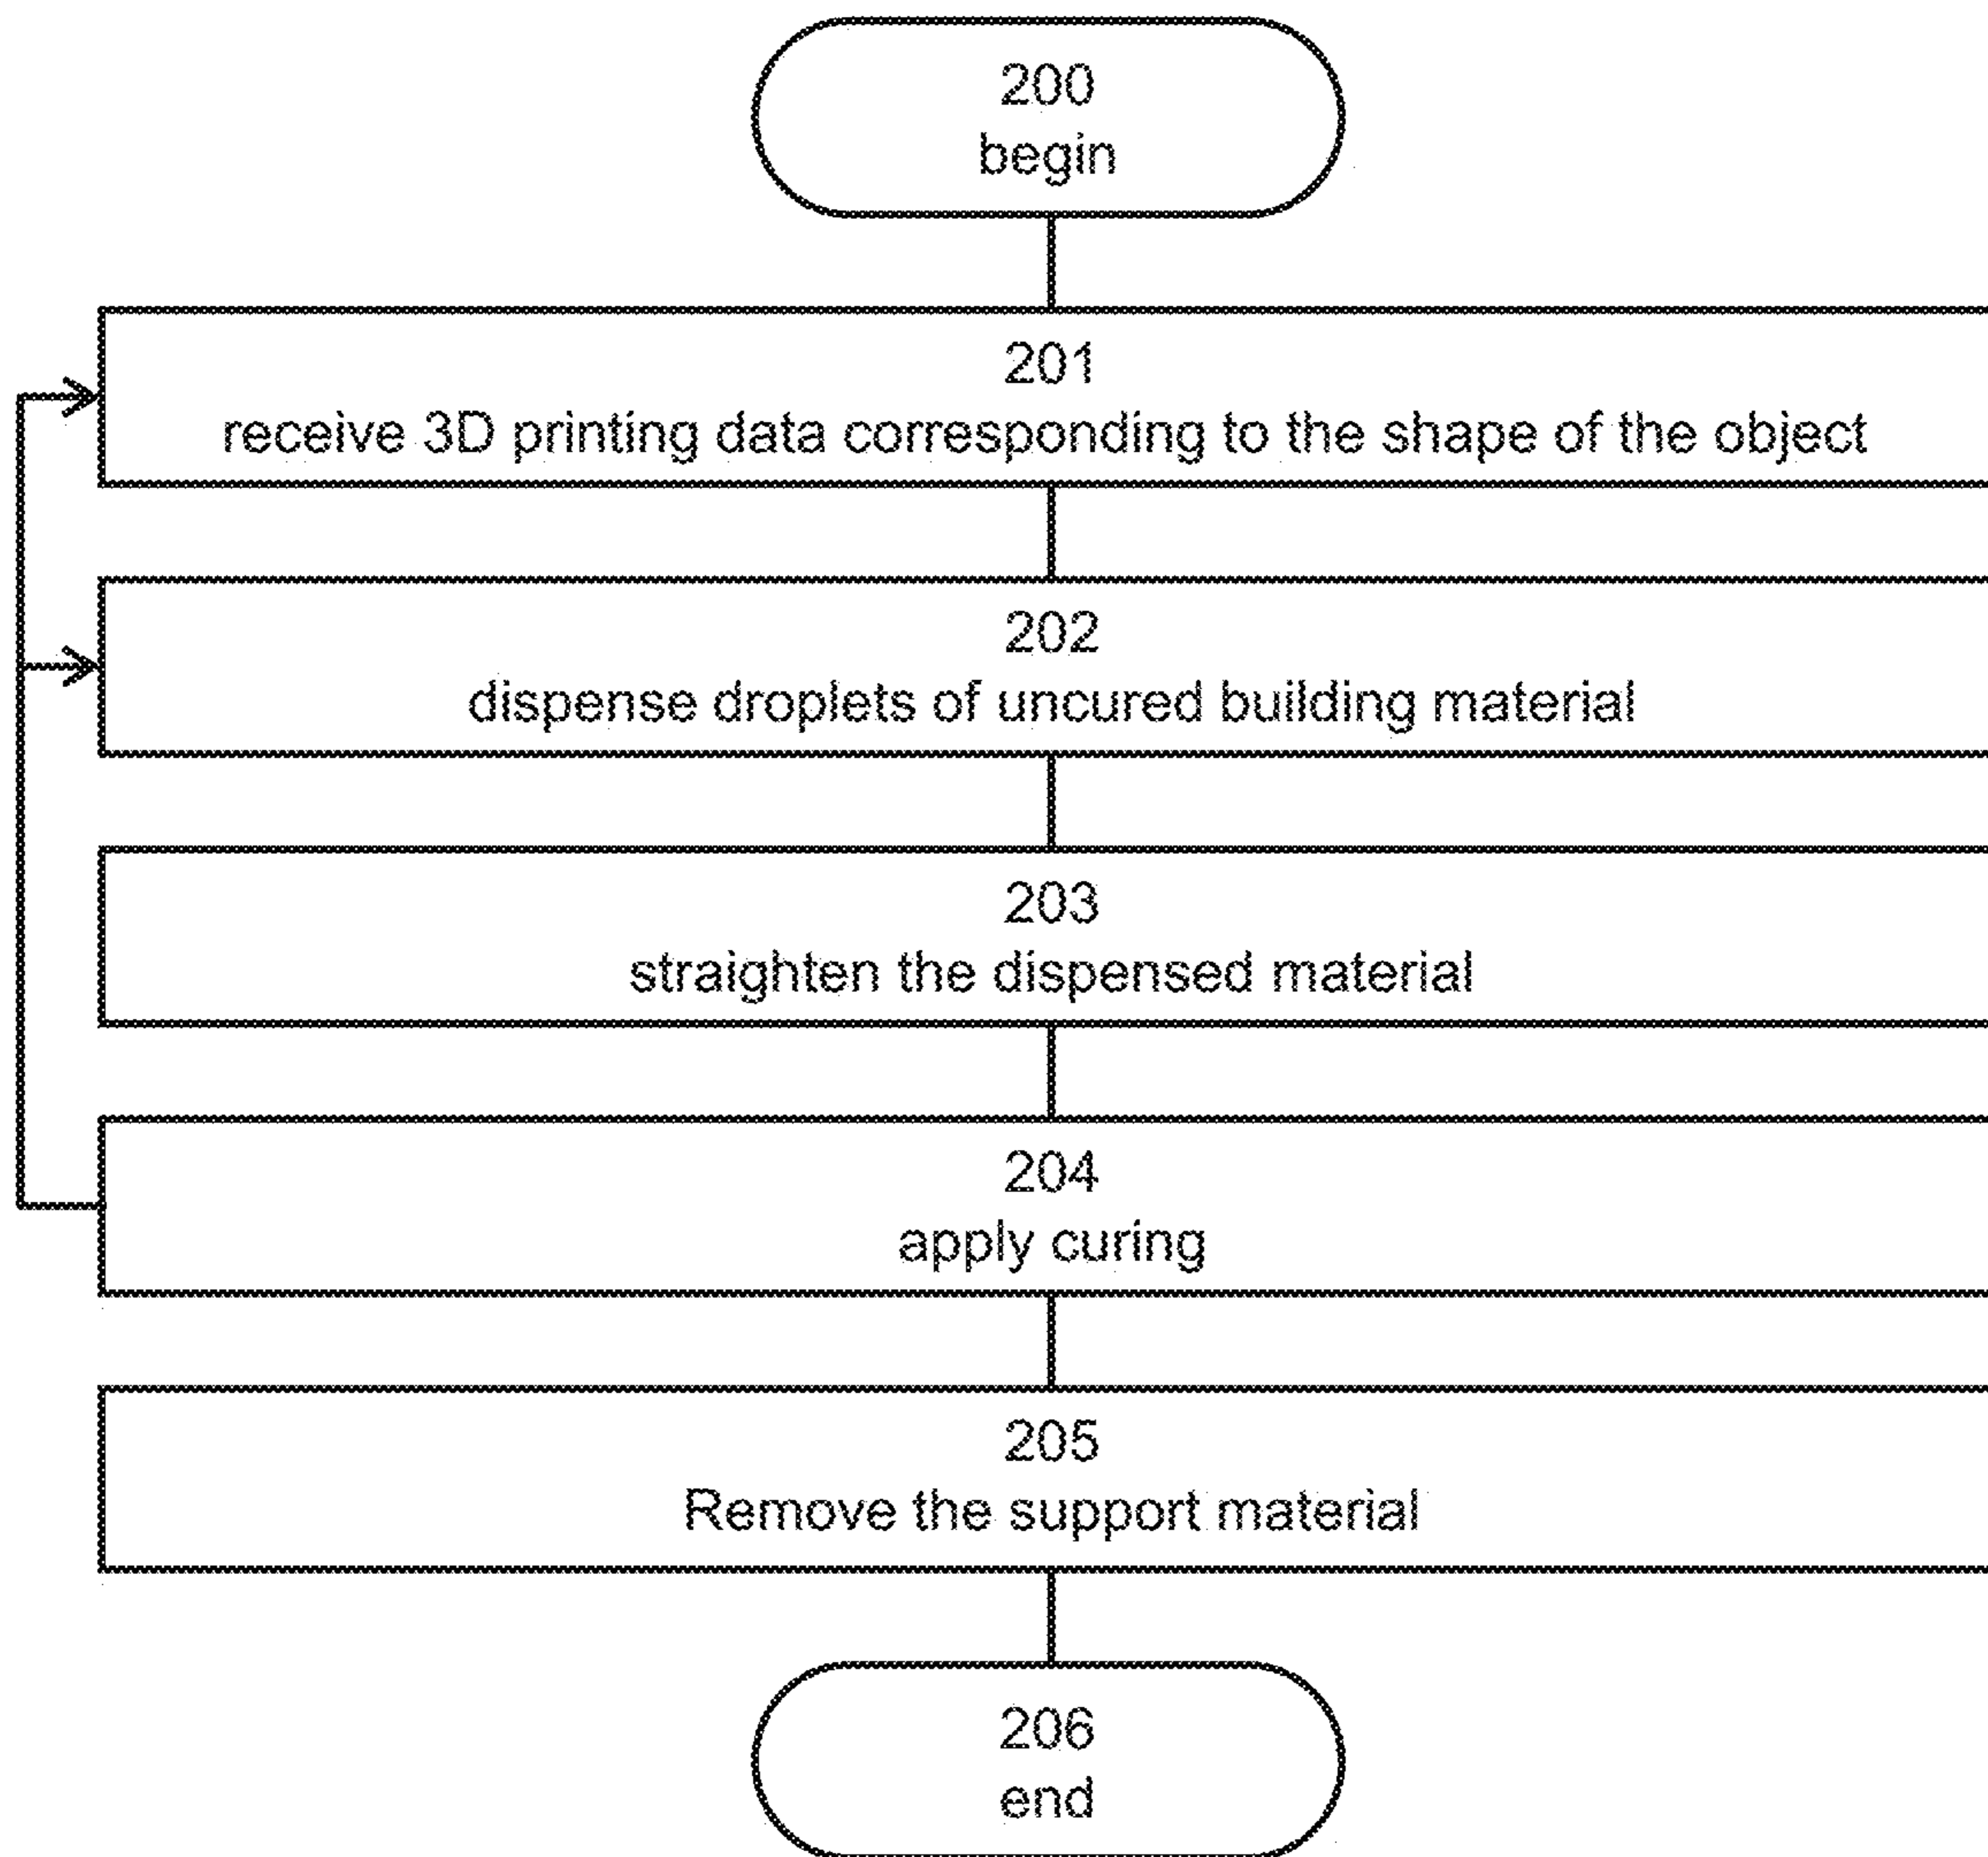 200
begin
201
receive 3D printing data corresponding to the shape of the object
202
dispense droplets of uncured building material
203
straighten the dispensed material
204
apply curing
205
Remove the support material
206
end